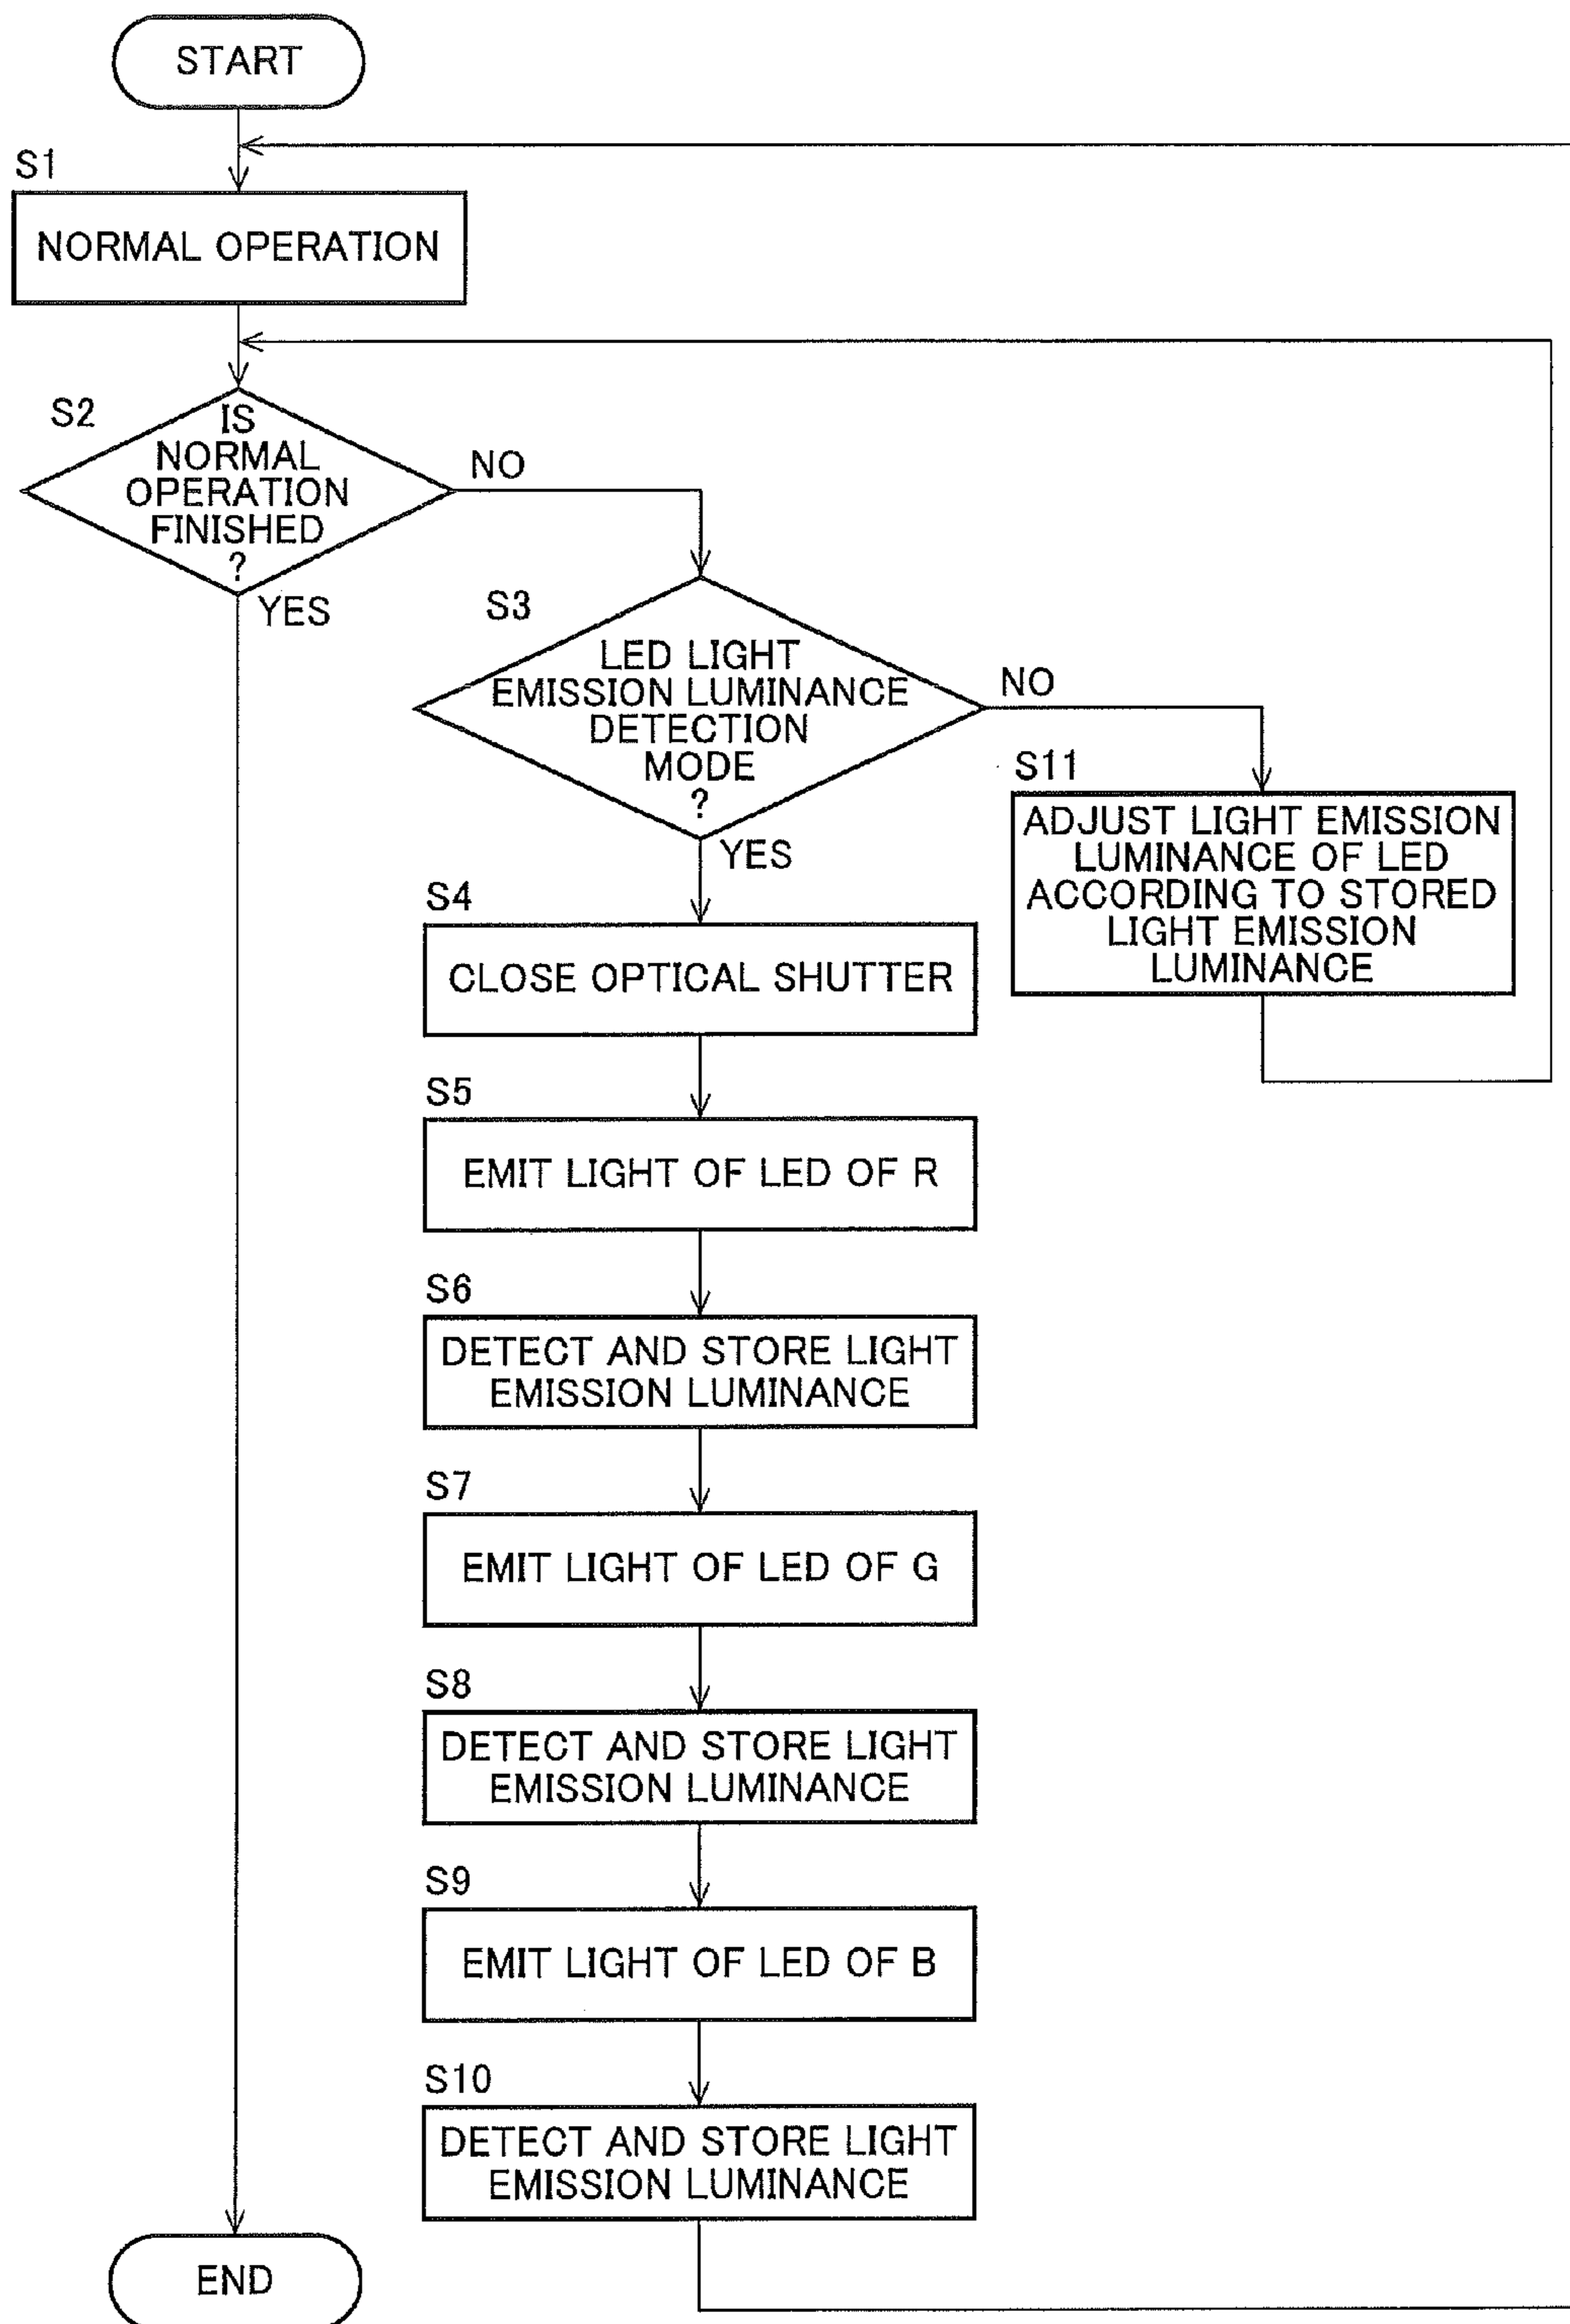 START
S1
NORMAL OPERATION
S2
IS
NORMAL
OPERATION
FINISHED
?
NO
YES
S3
LED LIGHT
EMISSION LUMINANCE
DETECTION
MODE
?
NO
YES
S11
ADJUST LIGHT EMISSION
LUMINANCE OF LED
ACCORDING TO STORED
LIGHT EMISSION
LUMINANCE
S4
CLOSE OPTICAL SHUTTER
S5
EMIT LIGHT OF LED OF R
S6
DETECT AND STORE LIGHT
EMISSION LUMINANCE
S7
EMIT LIGHT OF LED OF G
S8
DETECT AND STORE LIGHT
EMISSION LUMINANCE
S9
EMIT LIGHT OF LED OF B
S10
DETECT AND STORE LIGHT
EMISSION LUMINANCE
END